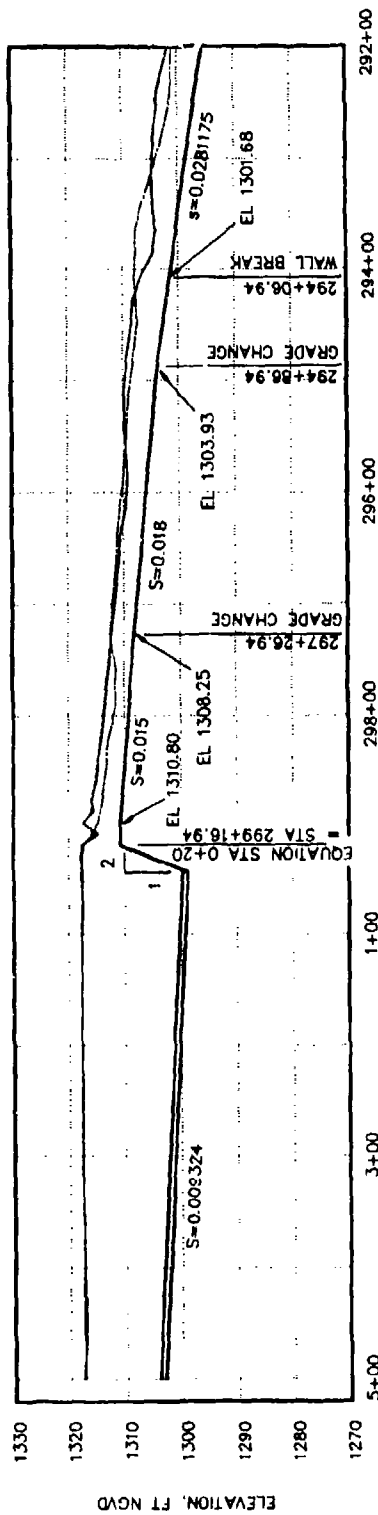 ELEVATION, FT NGVD
1330
1320
1310
1300
1290
1280
1270
5+00
3+00
1+00
298+00
296+00
294+00
292+00
S=0.009324
2
1
EQUATION STA 0+20
= STA 299+16.94
EL 1310.80
S=0.015
EL 1308.25
297+26.94
GRADE CHANGE
S=0.018
EL 1303.93
294+86.94
GRADE CHANGE
294+06.94
WALL BREAK
EL 1301.68
s=0.0281175